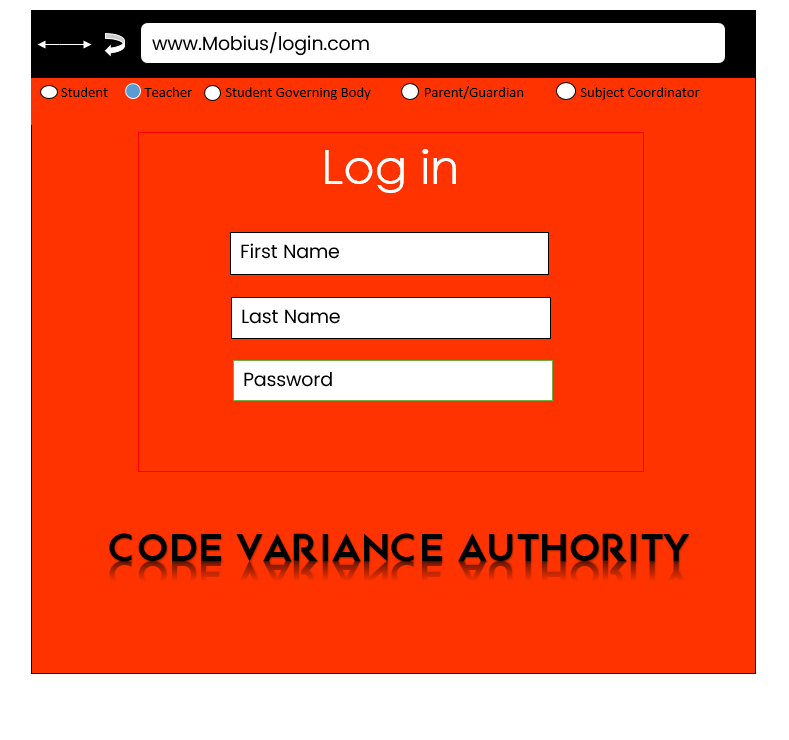 www.Mobius/login.com
Student Teacher Student Governing Body Parent/Guardian Subject Coordinator
Log in
First Name
Last Name
Password
CODE VARIANCE AUTHORITY